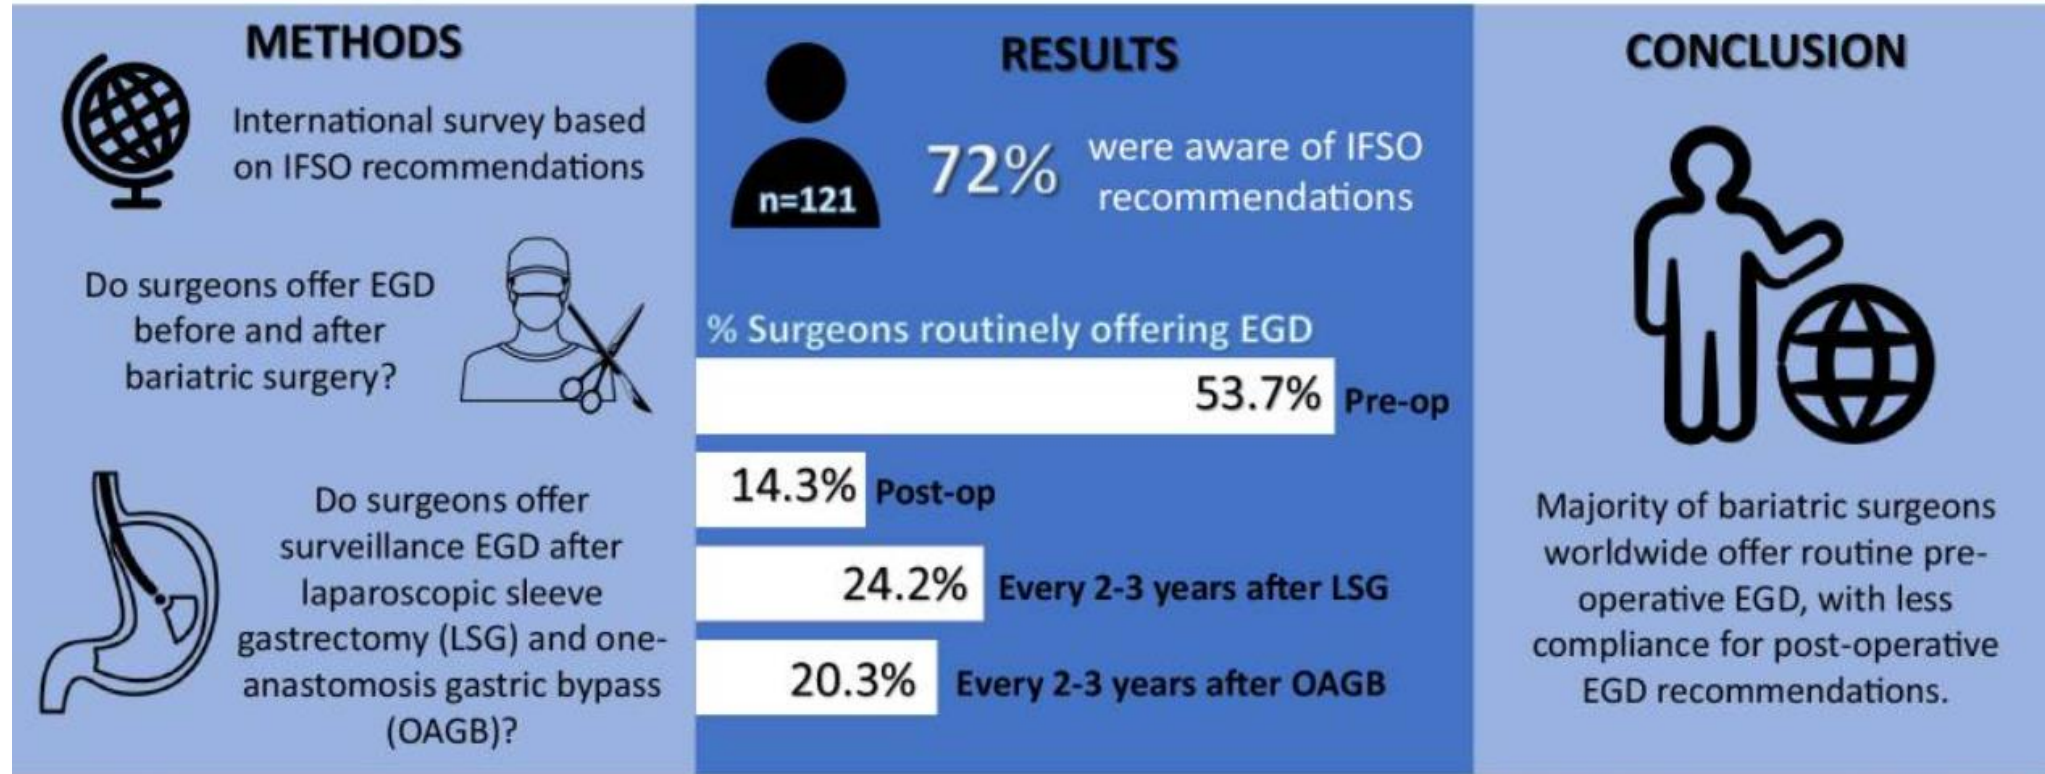 METHODS
International survey based
on IFSO recommendations
Do surgeons offer EGD
before and after
bariatric surgery?
Do surgeons offer
surveillance EGD after
laparoscopic sleeve
gastrectomy (LSG) and one-
anastomosis gastric bypass
(OAGB)?
RESULTS
n=121
72%
were aware of IFSO
recommendations
% Surgeons routinely offering EGD
53.7% Pre-op
14.3% Post-op
24.2% Every 2-3 years after LSG
20.3% Every 2-3 years after OAGB
CONCLUSION
Majority of bariatric surgeons
worldwide offer routine pre-
operative EGD, with less
compliance for post-operative
EGD recommendations.